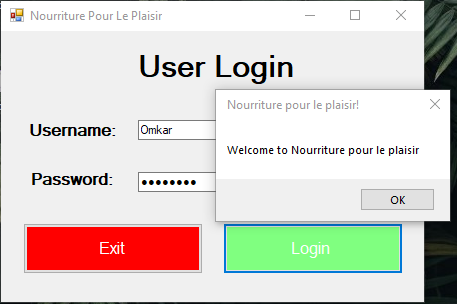 Nourriture Pour Le Plaisir
User Login
Username:
Omkar
Password:
●●●●●●●●
Exit
Login
Nourriture pour le plaisir!
Welcome to Nourriture pour le plaisir
OK